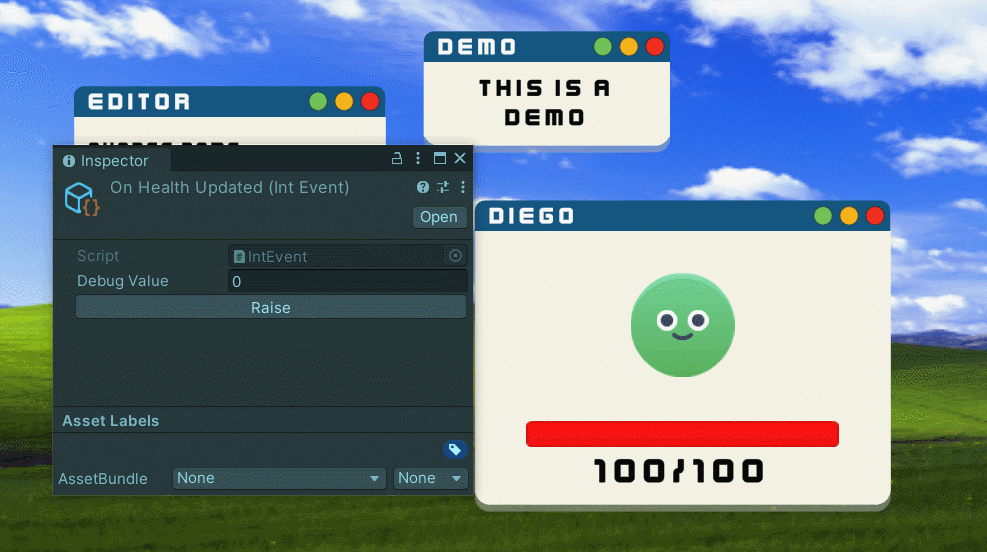 DEMO
THIS IS A
DEMO
EDITOR
Inspector
On Health Updated (Int Event)
Open
Script
IntEvent
Debug Value
0
Raise
Asset Labels
AssetBundle
None
None
DIEGO
100/100